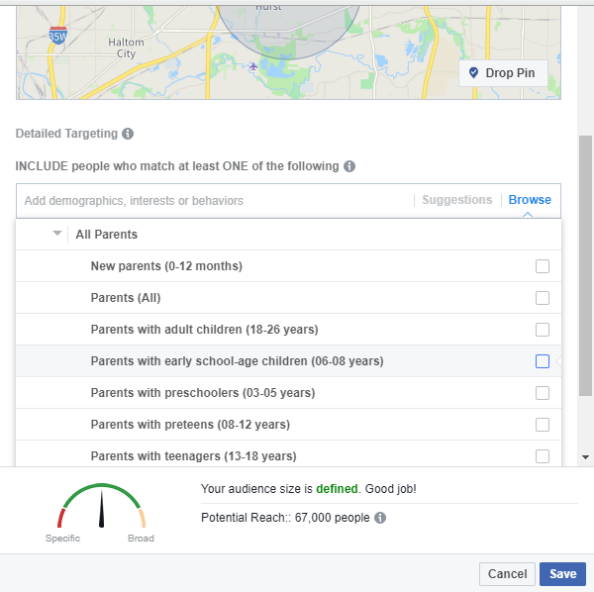 Hurst
35W
Haltom
City
Drop Pin
Detailed Targeting
INCLUDE people who match at least ONE of the following
Add demographics, interests or behaviors Suggestions Browse
All Parents
New parents (0-12 months)
Parents (All)
Parents with adult children (18-26 years)
Parents with early school-age children (06-08 years)
Parents with preschoolers (03-05 years)
Parents with preteens (08-12 years)
Parents with teenagers (13-18 years)
Your audience size is defined. Good job!
Potential Reach:: 67,000 people
Specific Broad
Cancel Save